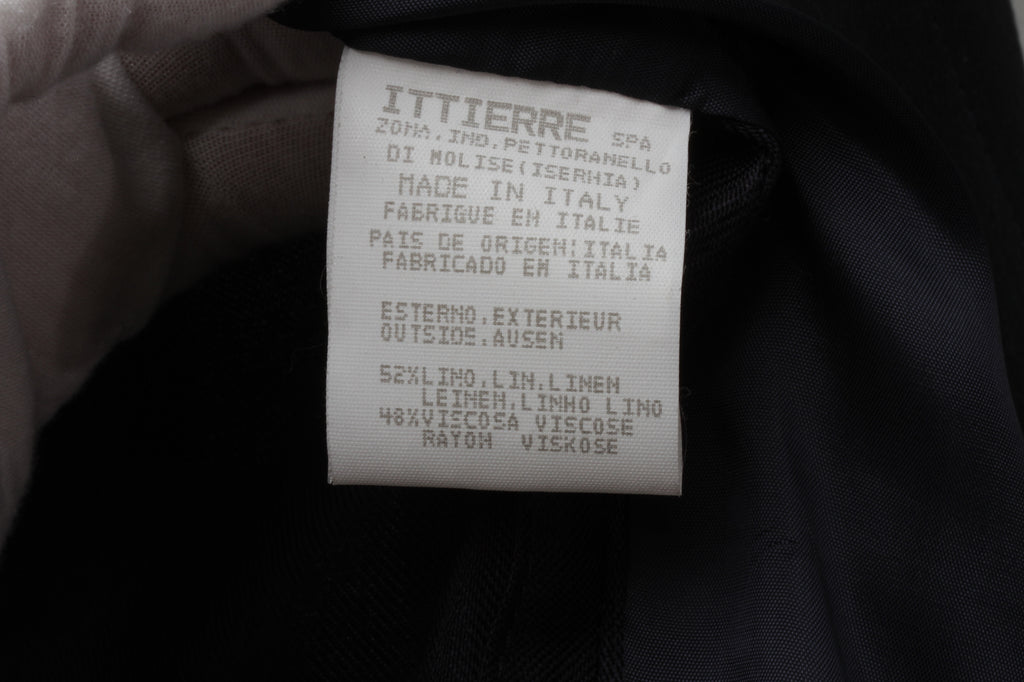 ITTIERRE SPA
ZONA.IND.PETTORANELLO
DI MOLISE(ISERNIA)
MADE IN ITALY
FABRIQUE EN ITALIE
PAIS DE ORIGEN:ITALIA
FABRICADO EN ITALIA
ESTERNO.EXTERIEUR
OUTSIDE.AUSEN
52%LINO.LIN.LINEN
LEINEN.LINHO LINO
48%VISCOSA VISCOSE
RAYON VISKOSE